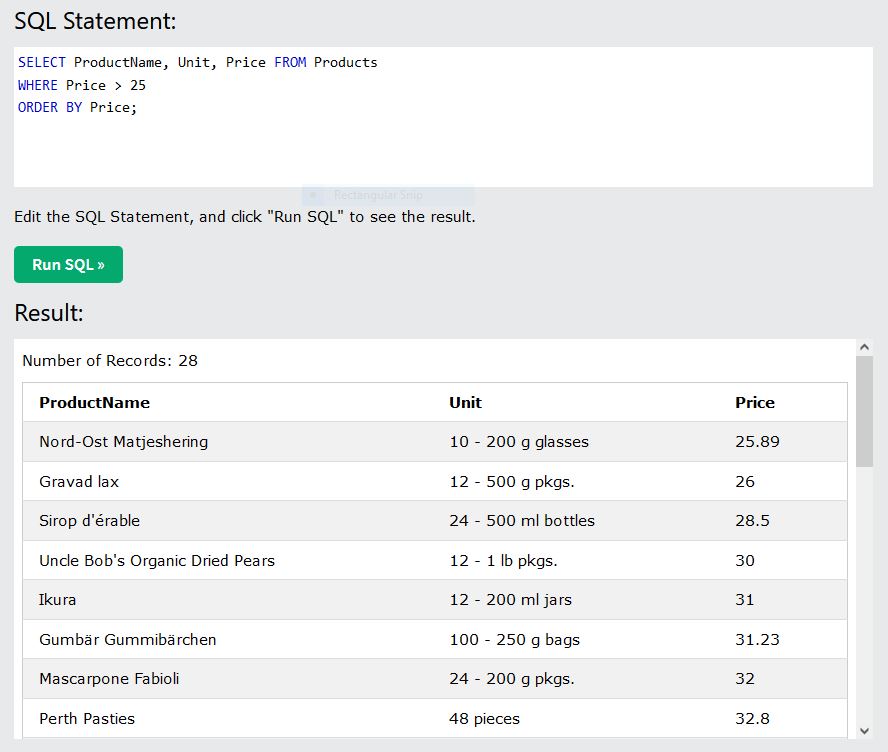 SQL Statement:
SELECT ProductName, Unit, Price FROM Products
WHERE Price > 25
ORDER BY Price;
Rectangular Snip
Edit the SQL Statement, and click "Run SQL" to see the result.
Run SQL »
Result:
Number of Records: 28
ProductName Unit Price
Nord-Ost Matjeshering 10 - 200 g glasses 25.89
Gravad lax 12 - 500 g pkgs. 26
Sirop d'érable 24 - 500 ml bottles 28.5
Uncle Bob's Organic Dried Pears 12 - 1 lb pkgs. 30
Ikura 12 - 200 ml jars 31
Gumbär Gummibärchen 100 - 250 g bags 31.23
Mascarpone Fabioli 24 - 200 g pkgs. 32
Perth Pasties 48 pieces 32.8